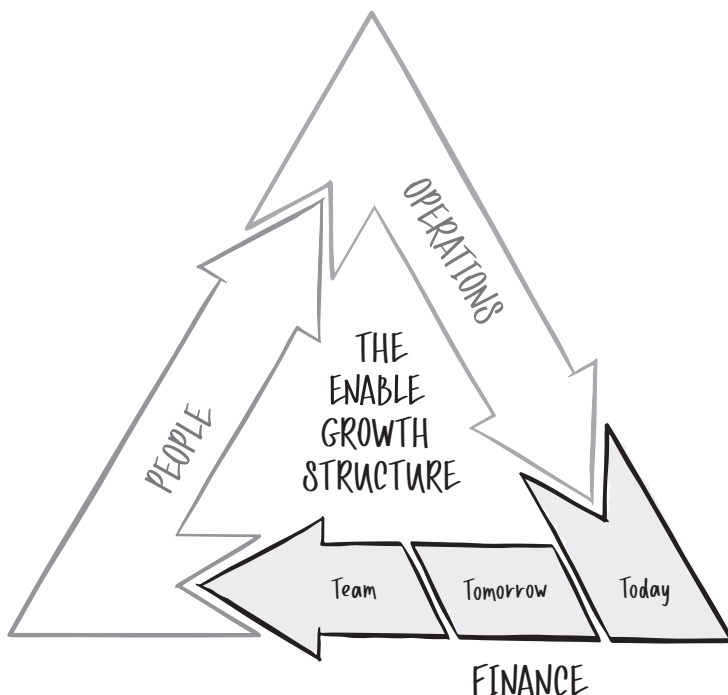 OPERATIONS
PEOPLE
THE
ENABLE
GROWTH
STRUCTURE
Team Tomorrow Today
FINANCE